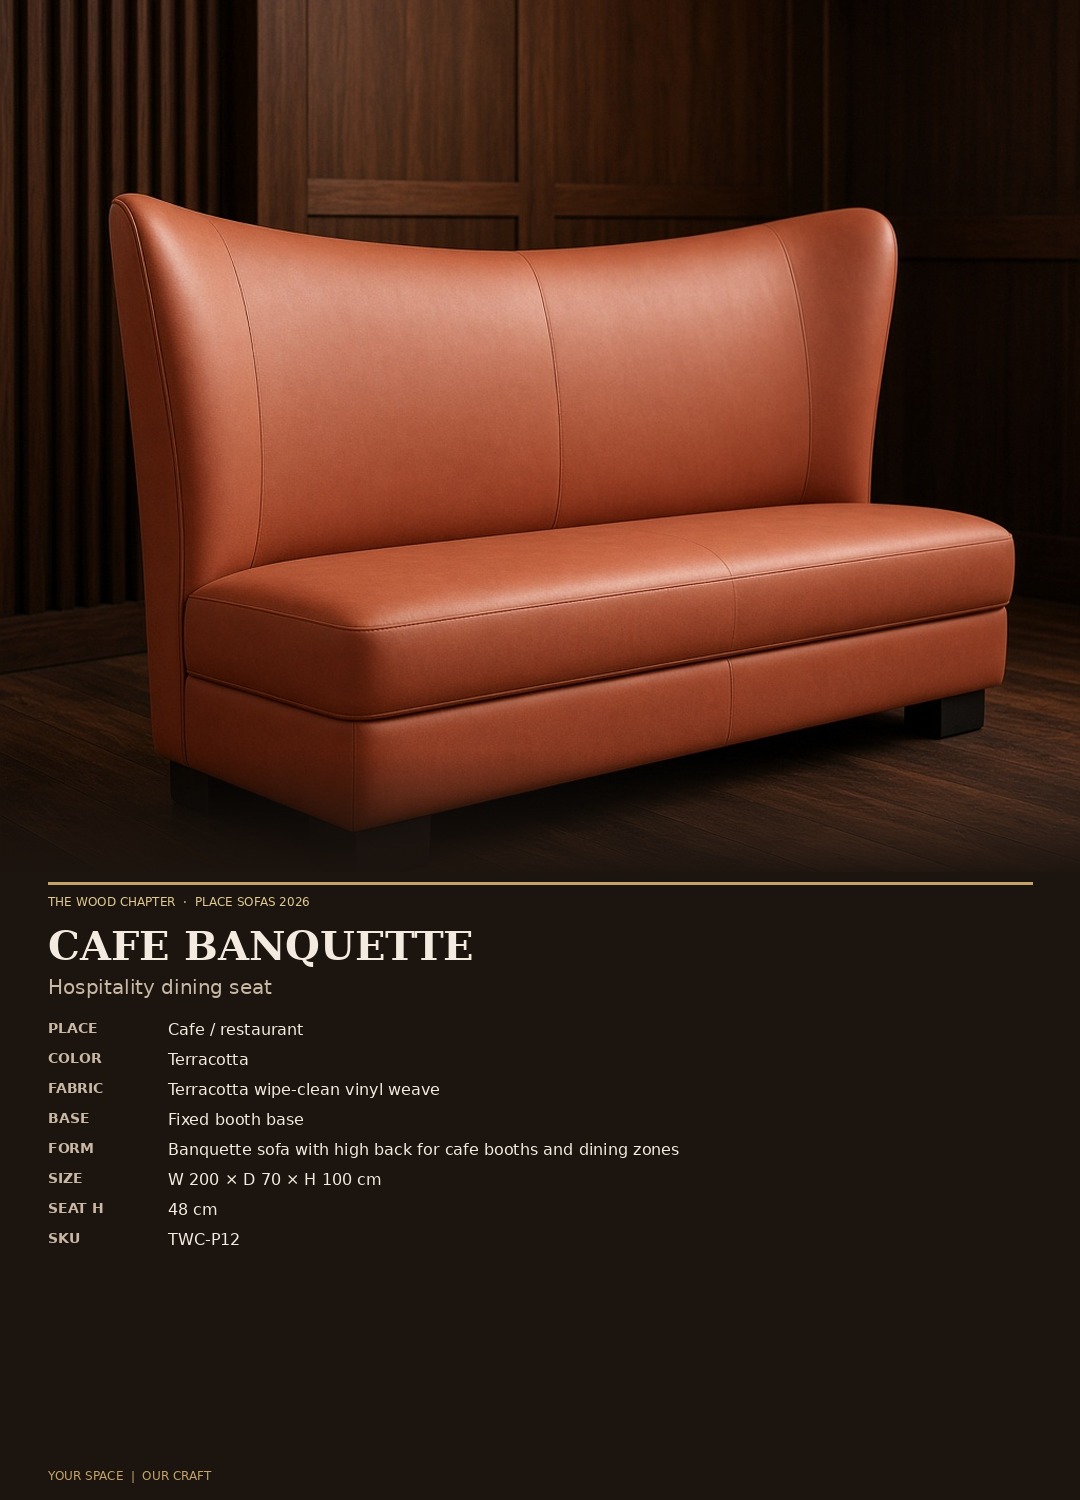 THE WOOD CHAPTER · PLACE SOFAS 2026
CAFE BANQUETTE
Hospitality dining seat
PLACE Cafe / restaurant
COLOR Terracotta
FABRIC Terracotta wipe-clean vinyl weave
BASE Fixed booth base
FORM Banquette sofa with high back for cafe booths and dining zones
SIZE W 200 × D 70 × H 100 cm
SEAT H 48 cm
SKU TWC-P12
YOUR SPACE | OUR CRAFT